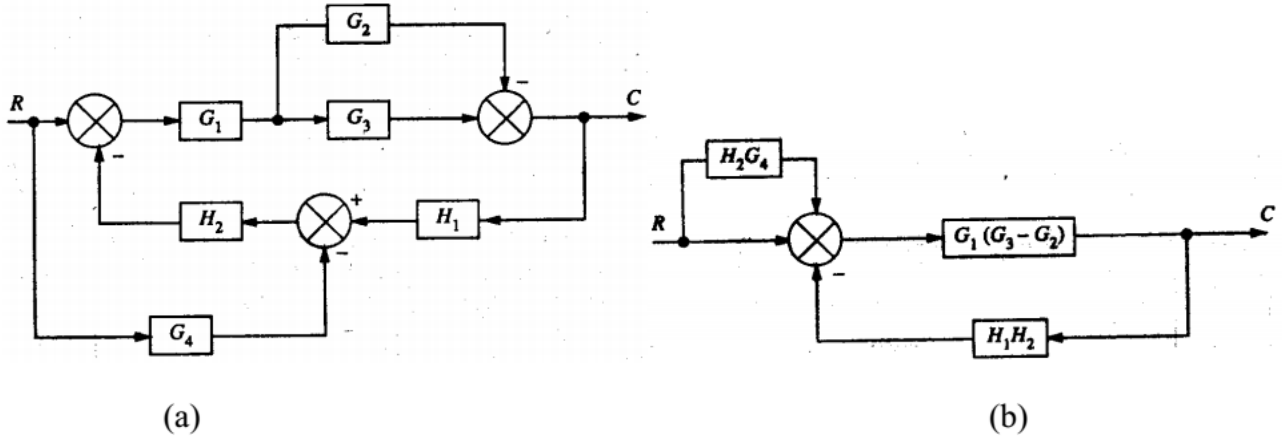 G₂
−
R
G₁
G₃
C
−
H₂
+
H₁
−
G₄
(a)
H₂G₄
R
G₁(G₃−G₂)
C
−
H₁H₂
(b)